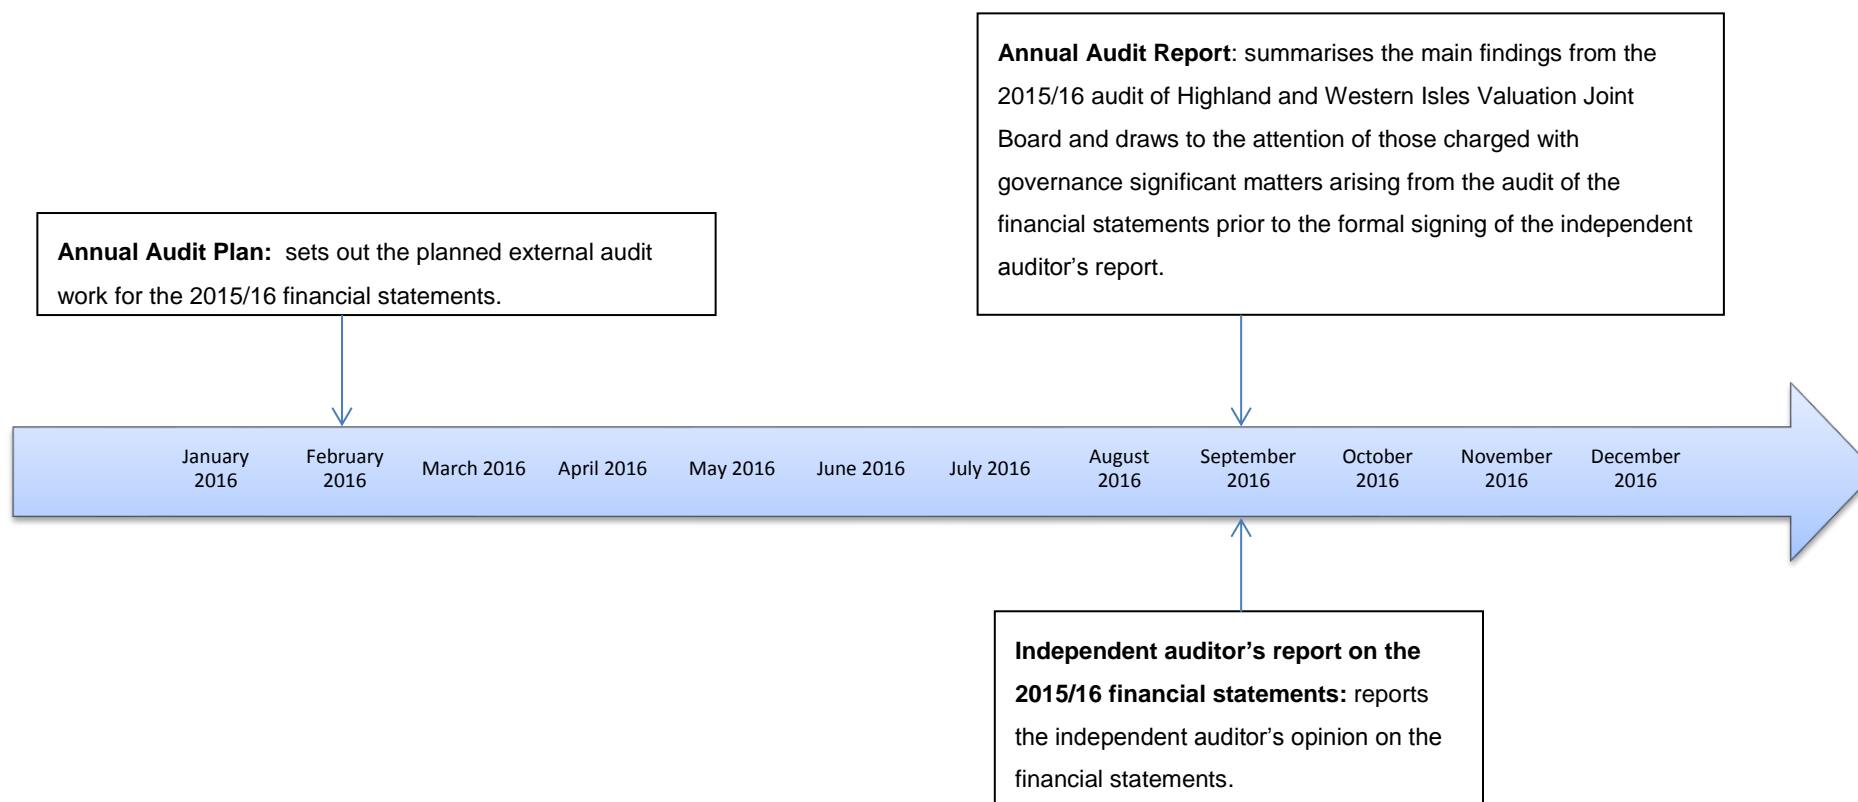 Annual Audit Report: summarises the main findings from the
2015/16 audit of Highland and Western Isles Valuation Joint
Board and draws to the attention of those charged with
governance significant matters arising from the audit of the
financial statements prior to the formal signing of the independent
auditor’s report.
Annual Audit Plan:  sets out the planned external audit
work for the 2015/16 financial statements.
January
2016
February
2016
March 2016
April 2016
May 2016
June 2016
July 2016
August
2016
September
2016
October
2016
November
2016
December
2016
Independent auditor’s report on the
2015/16 financial statements: reports
the independent auditor’s opinion on the
financial statements.